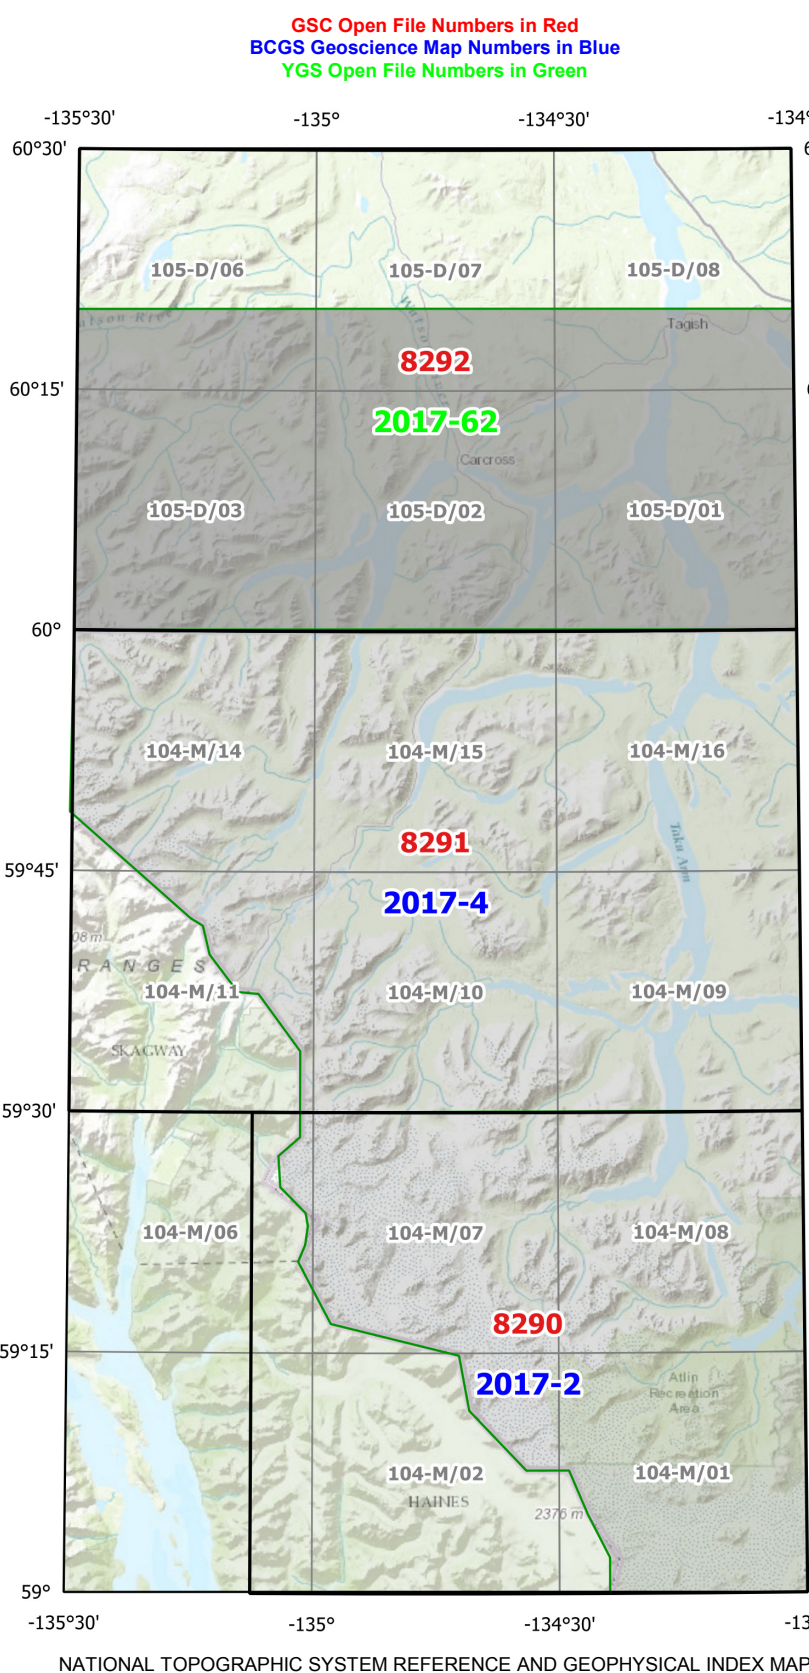 GSC Open File Numbers in Red
BCGS Geoscience Map Numbers in Blue
YGS Open File Numbers in Green
-135°30' -135° -134°30'
60°30'
105-D/06 105-D/07 105-D/08
Tagish
8292
60°15'
2017-62
Carcross
105-D/03 105-D/02 105-D/01
60°
104-M/14 104-M/15 104-M/16
8291
Taku Arm
59°45'
2017-4
RANGES
104-M/11 104-M/10 104-M/09
SKAGWAY
59°30'
104-M/06 104-M/07 104-M/08
8290
59°15'
2017-2
Atlin
Recreation
Area
104-M/02 104-M/01
HAINES
2376 m
59°
-135°30' -135° -134°30'
NATIONAL TOPOGRAPHIC SYSTEM REFERENCE AND GEOPHYSICAL INDEX MAP